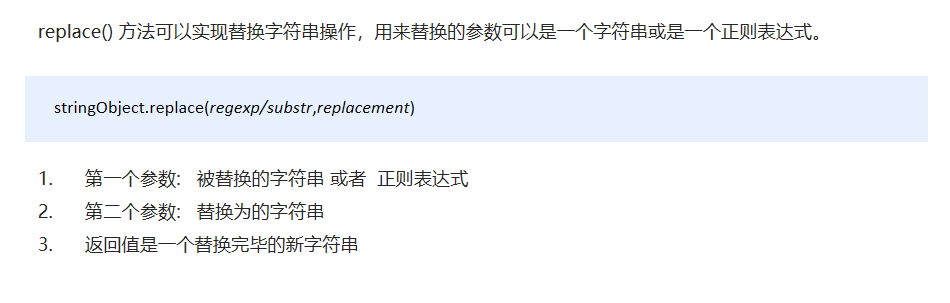 replace() 方法可以实现替换字符串操作，用来替换的参数可以是一个字符串或是一个正则表达式。
stringObject.replace(regexp/substr,replacement)
1. 第一个参数: 被替换的字符串 或者 正则表达式
2. 第二个参数: 替换为的字符串
3. 返回值是一个替换完毕的新字符串